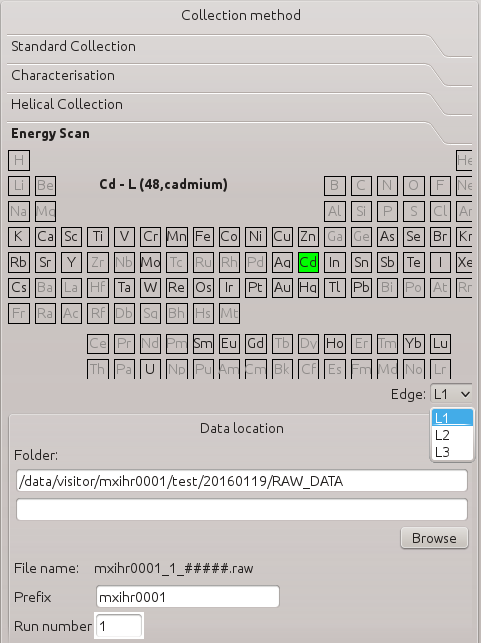 Collection method
Standard Collection
Characterisation
Helical Collection
Energy Scan
H He
Li Be Cd - L (48,cadmium) B C N O F Ne
Na Mg Al Si P S Cl Ar
K Ca Sc Ti V Cr Mn Fe Co Ni Cu Zn Ga Ge As Se Br Kr
Rb Sr Y Zr Nb Mo Tc Ru Rh Pd Ag Cd In Sn Sb Te I Xe
Cs Ba La Hf Ta W Re Os Ir Pt Au Hg Tl Pb Bi Po At Rn
Fr Ra Ac Rf Db Sg Bh Hs Mt
Ce Pr Nd Pm Sm Eu Gd Tb Dy Ho Er Tm Yb Lu
Th Pa U Np Pu Am Cm Bk Cf Es Fm Md No Lr
Edge: L1
L1
L2
L3
Data location
Folder:
/data/visitor/mxihr0001/test/20160119/RAW_DATA
Browse
File name: mxihr0001_1_#####.raw
Prefix mxihr0001
Run number 1